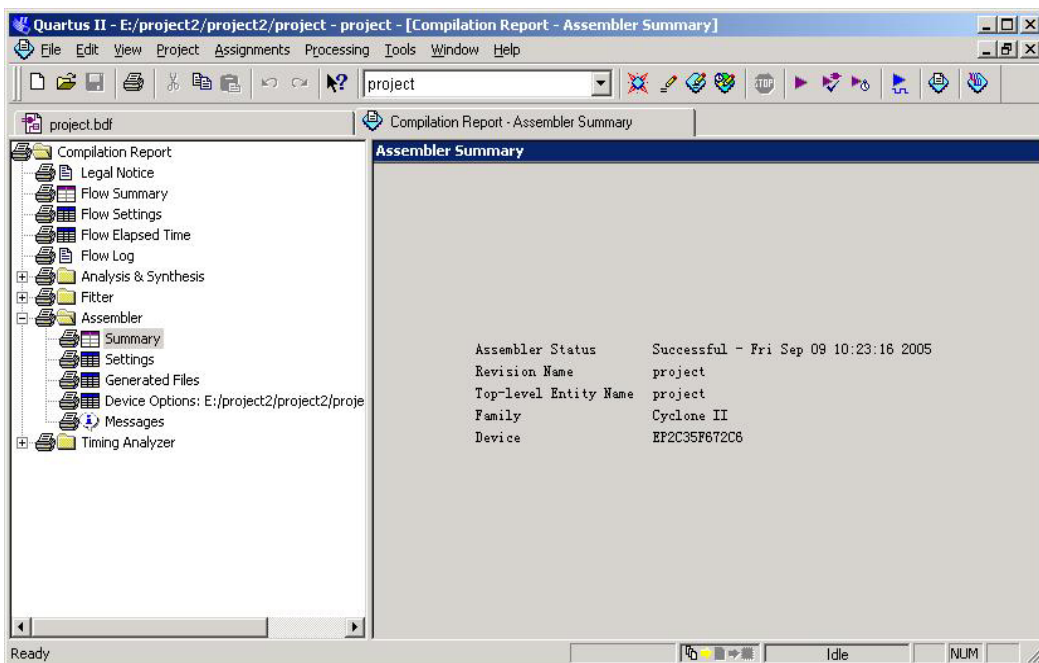 Quartus II - E:/project2/project2/project - project - [Compilation Report - Assembler Summary]
File Edit View Project Assignments Processing Tools Window Help
project
STOP
project.bdf
Compilation Report - Assembler Summary
Compilation Report
Legal Notice
Flow Summary
Flow Settings
Flow Elapsed Time
Flow Log
Analysis & Synthesis
Fitter
Assembler
Summary
Settings
Generated Files
Device Options: E:/project2/project2/proje
Messages
Timing Analyzer
Assembler Summary
Assembler Status Successful - Fri Sep 09 10:23:16 2005
Revision Name project
Top-level Entity Name project
Family Cyclone II
Device EP2C35F672C6
Ready
Idle
NUM